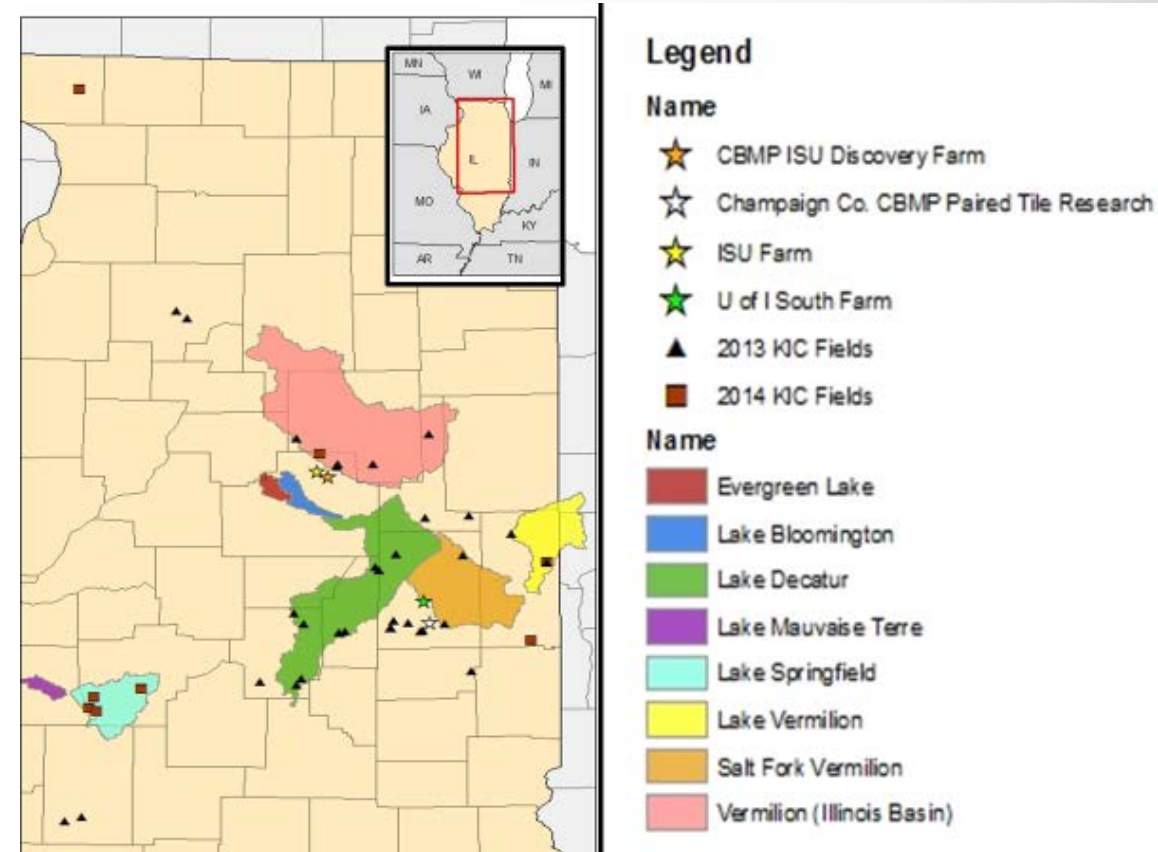 MN
WI
MI
IA
IL
IN
MO
KY
AR
TN
Legend
Name
CBMP ISU Discovery Farm
Champaign Co. CBMP Paired Tile Research
ISU Farm
U of I South Farm
2013 KIC Fields
2014 KIC Fields
Name
Evergreen Lake
Lake Bloomington
Lake Decatur
Lake Mauvaise Terre
Lake Springfield
Lake Vermilion
Salt Fork Vermilion
Vermilion (Illinois Basin)